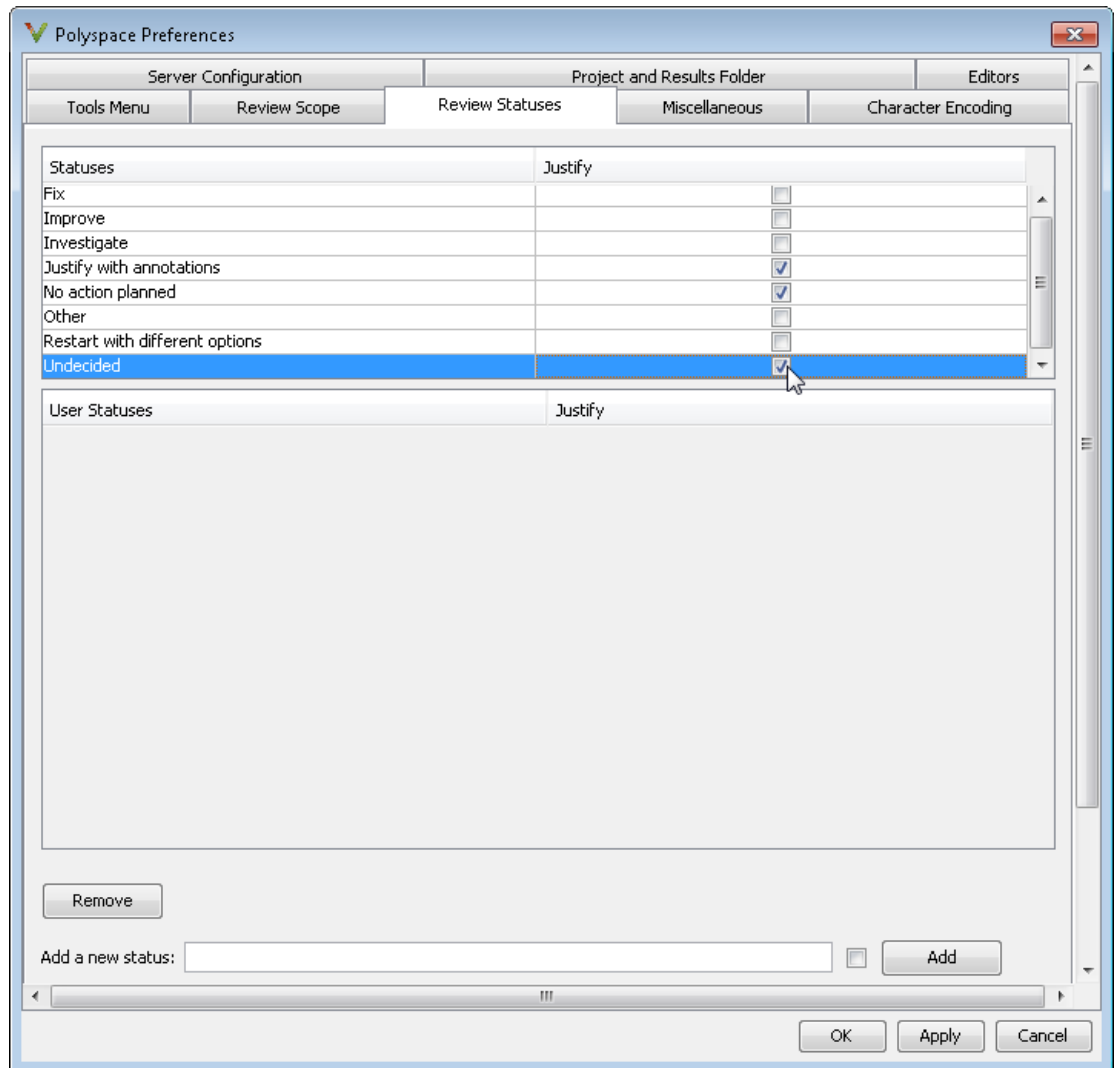 Polyspace Preferences
Server Configuration Project and Results Folder Editors
Tools Menu Review Scope Review Statuses Miscellaneous Character Encoding
Statuses Justify
Fix
Improve
Investigate
Justify with annotations
No action planned
Other
Restart with different options
Undecided
User Statuses Justify
Remove
Add a new status: Add
OK Apply Cancel